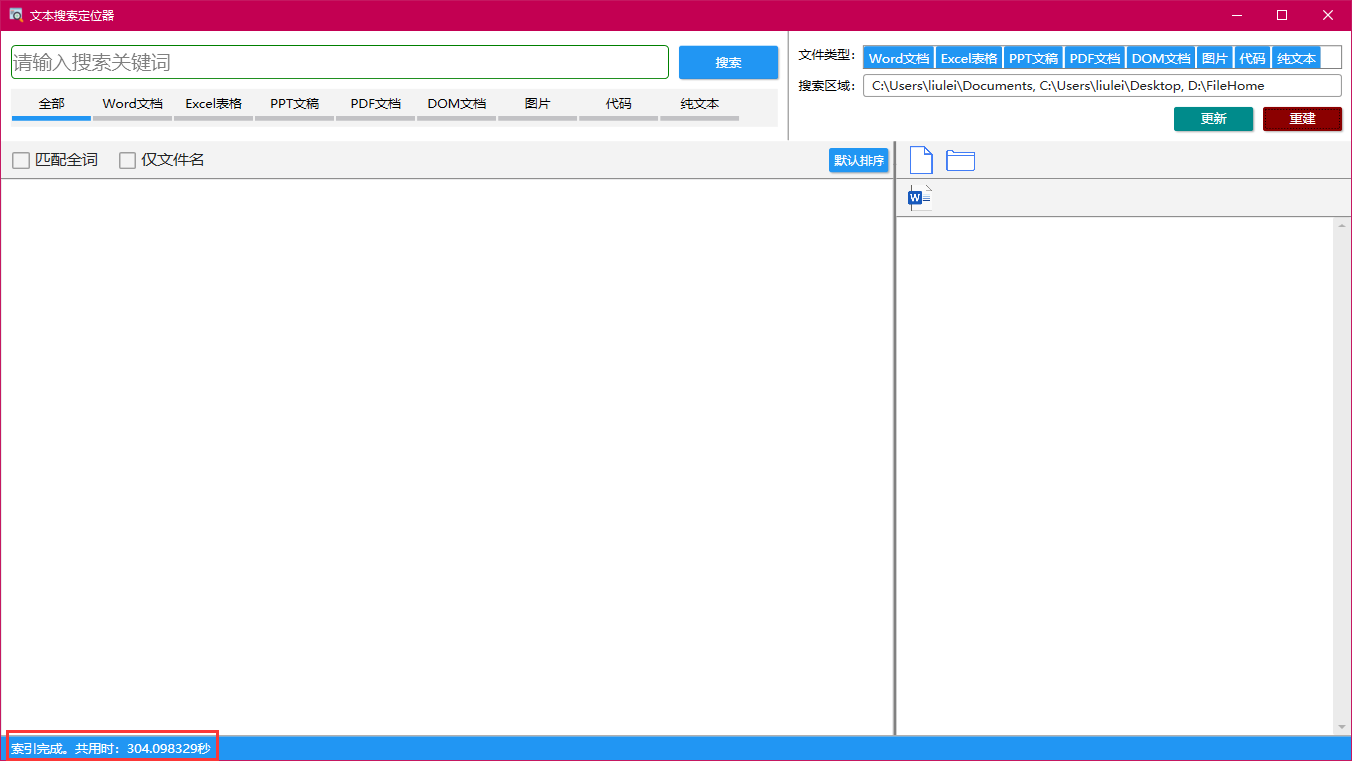 文本搜索定位器
请输入搜索关键词
搜索
全部 Word文档 Excel表格 PPT文稿 PDF文档 DOM文档 图片 代码 纯文本
文件类型: Word文档 Excel表格 PPT文稿 PDF文档 DOM文档 图片 代码 纯文本
搜索区域: C:\Users\liulei\Documents, C:\Users\liulei\Desktop, D:\FileHome
更新 重建
匹配全词 仅文件名 默认排序
W
索引完成。共用时：304.098329秒